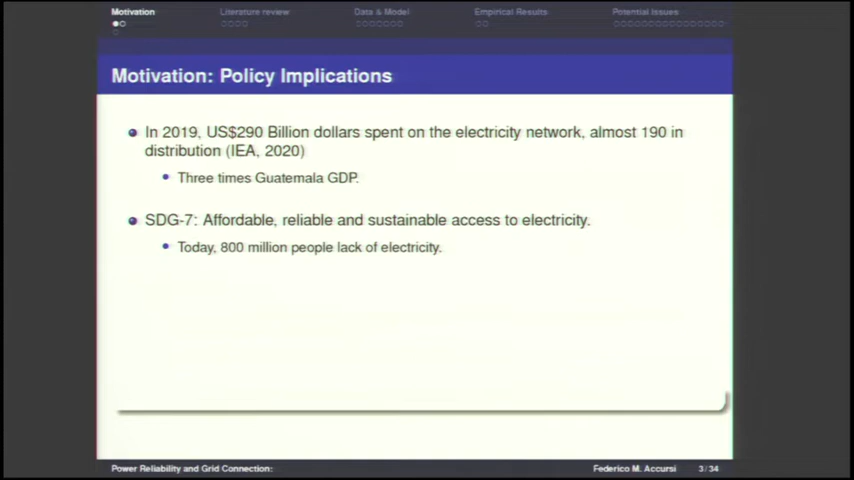 Motivation
Literature review
Data & Model
Empirical Results
Potential Issues
Motivation: Policy Implications
In 2019, US$290 Billion dollars spent on the electricity network, almost 190 in
distribution (IEA, 2020)
Three times Guatemala GDP.
SDG-7: Affordable, reliable and sustainable access to electricity.
Today, 800 million people lack of electricity.
Power Reliability and Grid Connection:
Federico M. Accursi
3/34